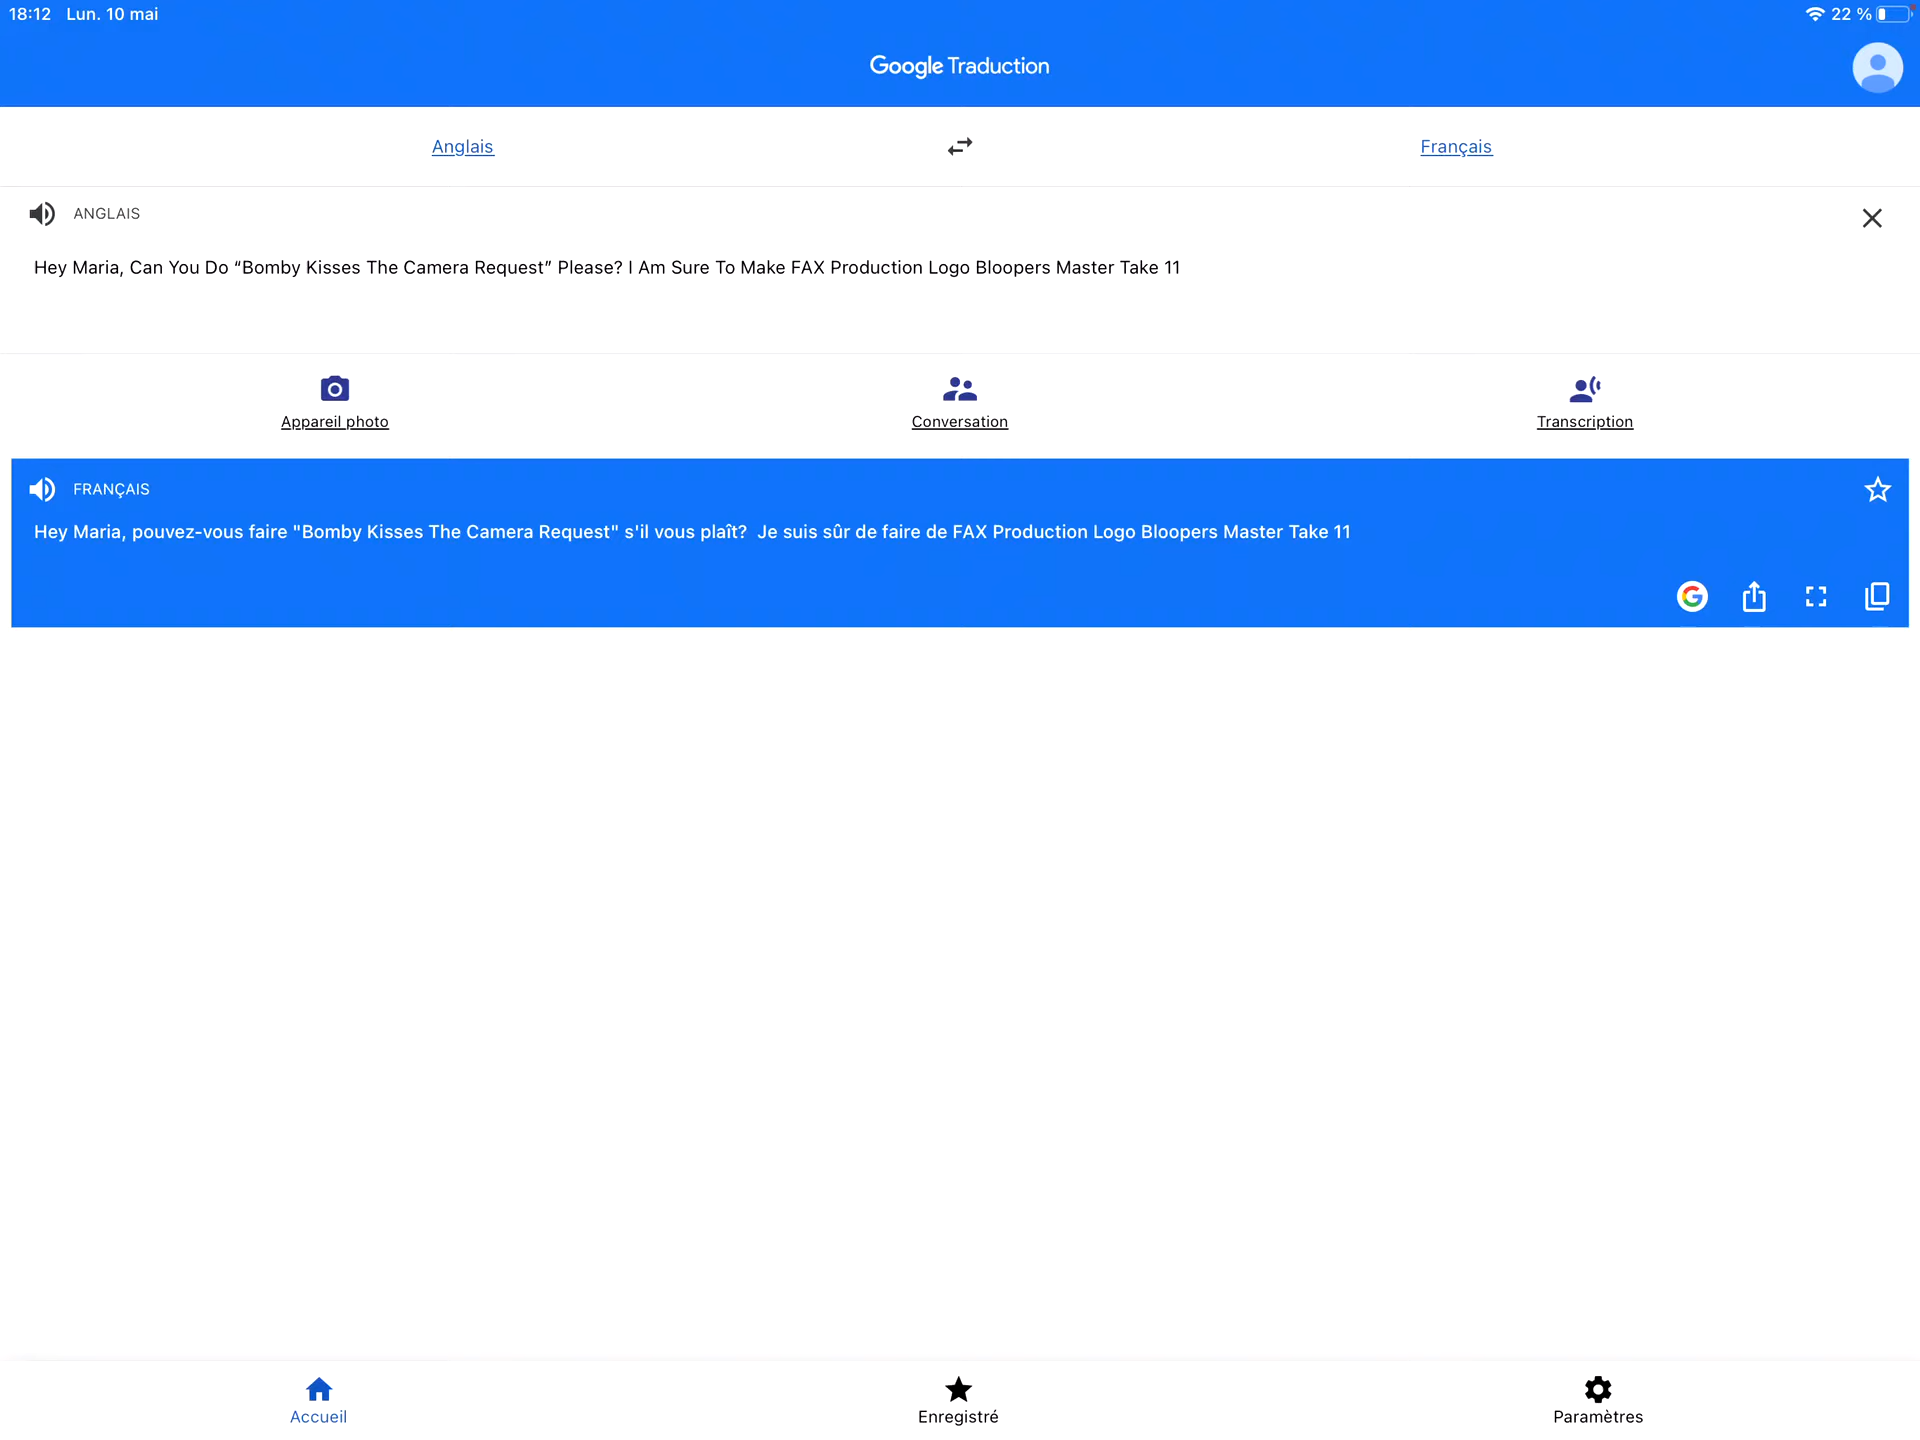 18:12 Lun. 10 mai 22 %
Google Traduction
Anglais Français
ANGLAIS
Hey Maria, Can You Do “Bomby Kisses The Camera Request” Please? I Am Sure To Make FAX Production Logo Bloopers Master Take 11
Appareil photo Conversation Transcription
FRANÇAIS
Hey Maria, pouvez-vous faire "Bomby Kisses The Camera Request" s'il vous plaît?  Je suis sûr de faire de FAX Production Logo Bloopers Master Take 11
Accueil Enregistré Paramètres